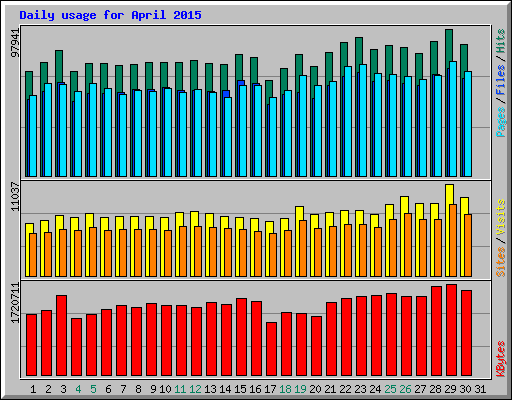 Daily usage for April 2015
97941
Pages / Files / Hits
11037
Sites / Visits
1720711
KBytes
1 2 3 4 5 6 7 8 9 10 11 12 13 14 15 16 17 18 19 20 21 22 23 24 25 26 27 28 29 30 31